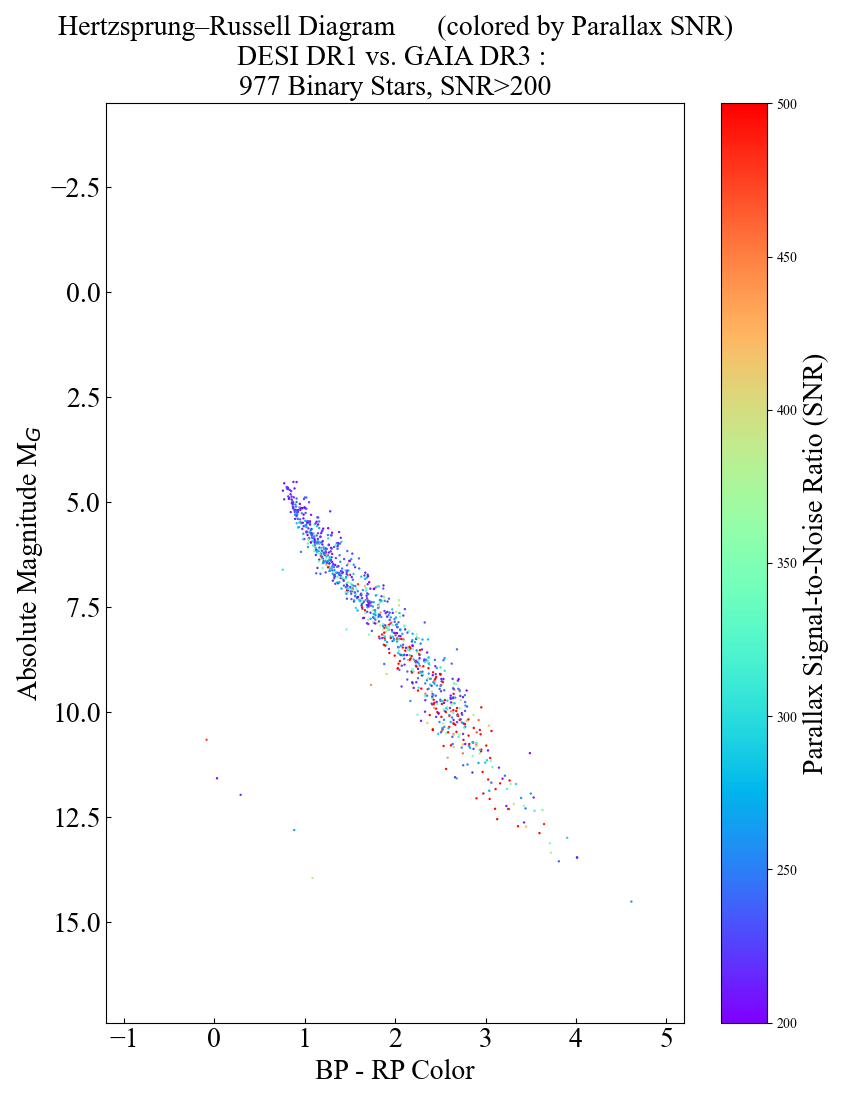 Hertzsprung–Russell Diagram (colored by Parallax SNR)
DESI DR1 vs. GAIA DR3 :
977 Binary Stars, SNR>200
Absolute Magnitude M_G
−2.5
0.0
2.5
5.0
7.5
10.0
12.5
15.0
−1 0 1 2 3 4 5
BP - RP Color
500
450
400
350
300
250
200
Parallax Signal-to-Noise Ratio (SNR)